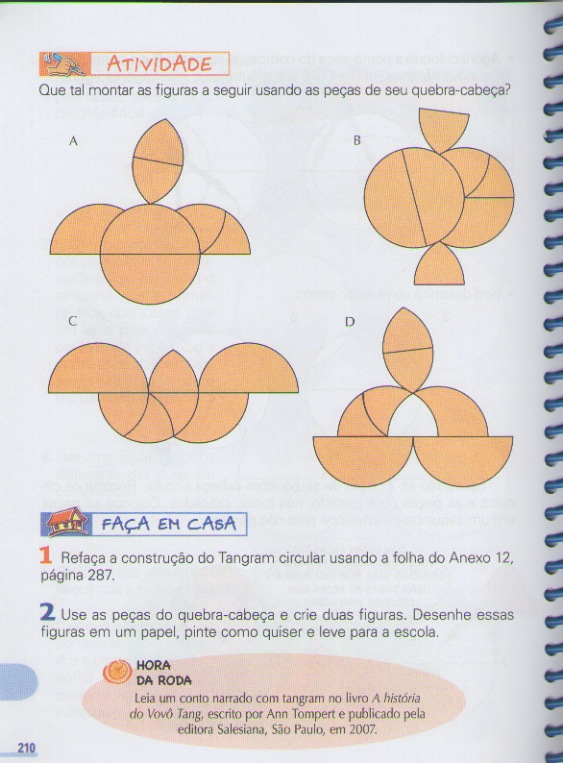 ATIVIDADE
Que tal montar as figuras a seguir usando as peças de seu quebra-cabeça?
A
B
C
D
FAÇA EM CASA
1 Refaça a construção do Tangram circular usando a folha do Anexo 12,
página 287.
2 Use as peças do quebra-cabeça e crie duas figuras. Desenhe essas
figuras em um papel, pinte como quiser e leve para a escola.
HORA
DA RODA
Leia um conto narrado com tangram no livro A história
do Vovô Tang, escrito por Ann Tompert e publicado pela
editora Salesiana, São Paulo, em 2007.
210